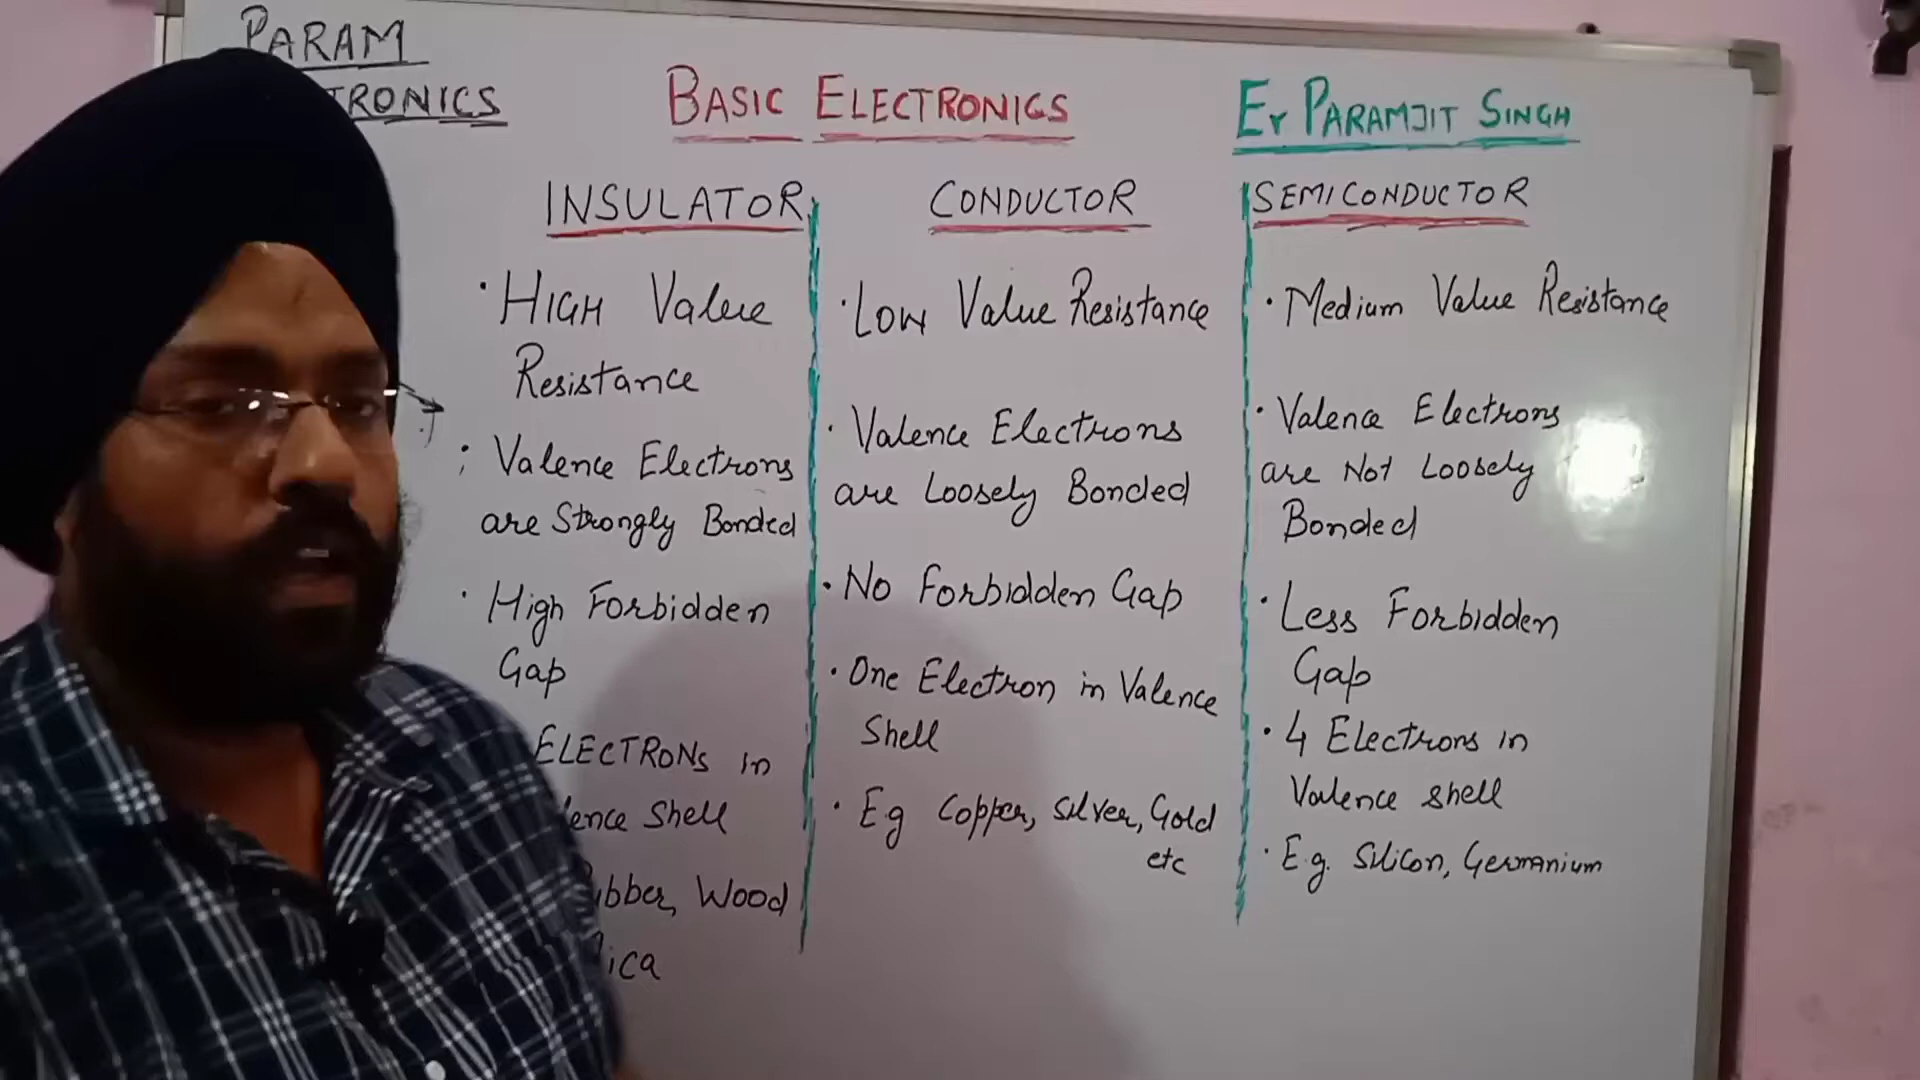 PARAM
TRONICS
BASIC ELECTRONICS
Er PARAMJIT SINGH
INSULATOR
• HIGH Value
Resistance
: Valence Electrons
are Strongly Bonded
• High Forbidden
Gap
ELECTRONS in
ence Shell
bber, Wood
ica
CONDUCTOR
• Low Value Resistance
• Valence Electrons
are Loosely Bonded
• No Forbidden Gap
• One Electron in Valence
Shell
• E.g Copper, Silver, Gold
etc
SEMICONDUCTOR
• Medium Value Resistance
• Valence Electrons
are Not Loosely
Bonded
• Less Forbidden
Gap
• 4 Electrons in
Valence shell
• E.g. Silicon, Germanium